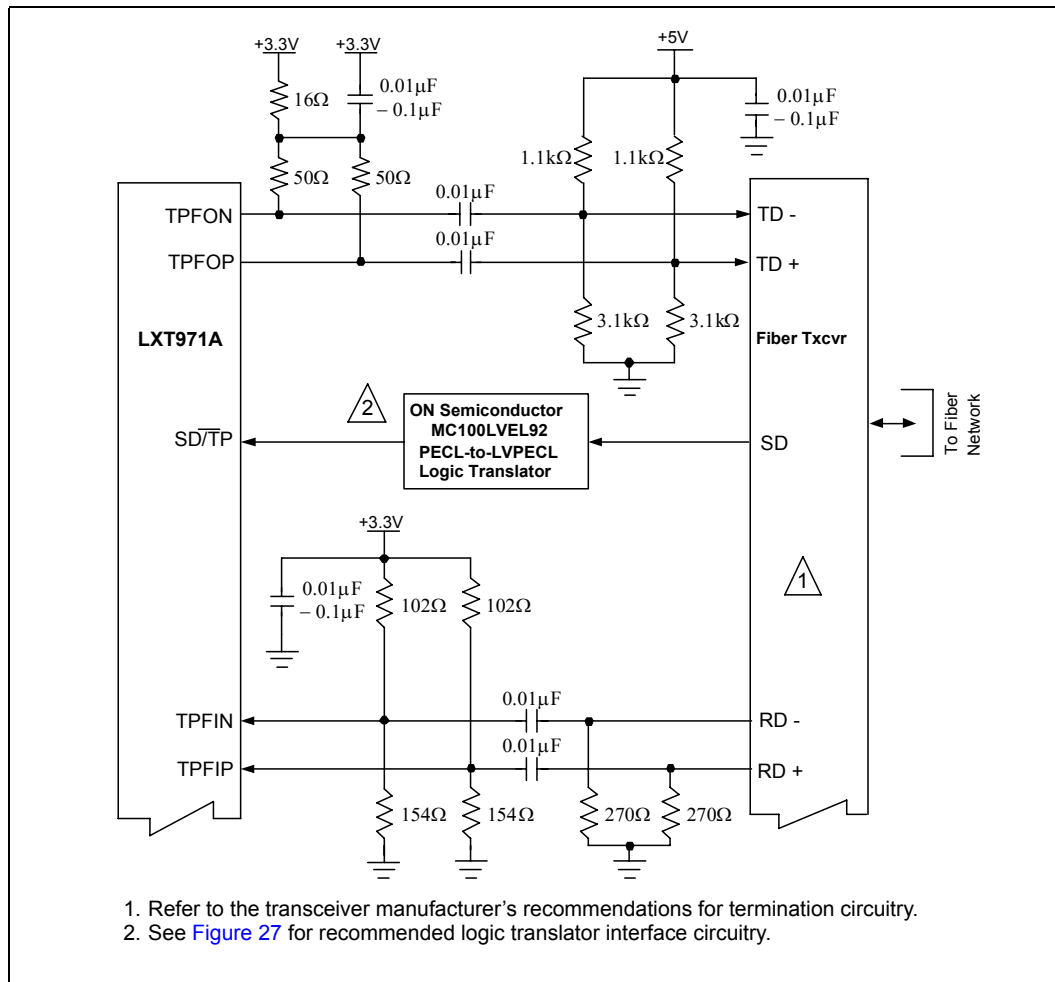 +3.3V +3.3V +5V
16Ω 0.01μF
– 0.1μF
0.01μF
– 0.1μF
50Ω 50Ω 1.1kΩ 1.1kΩ
0.01μF
TPFON TD -
0.01μF
TPFOP TD +
3.1kΩ 3.1kΩ
LXT971A Fiber Txcvr
2
ON Semiconductor
MC100LVEL92
PECL-to-LVPECL
Logic Translator
SD/T̅P̅ SD
To Fiber
Network
+3.3V
0.01μF
– 0.1μF
102Ω 102Ω
1
0.01μF
TPFIN RD -
0.01μF
TPFIP RD +
154Ω 154Ω 270Ω 270Ω
1. Refer to the transceiver manufacturer’s recommendations for termination circuitry.
2. See Figure 27 for recommended logic translator interface circuitry.